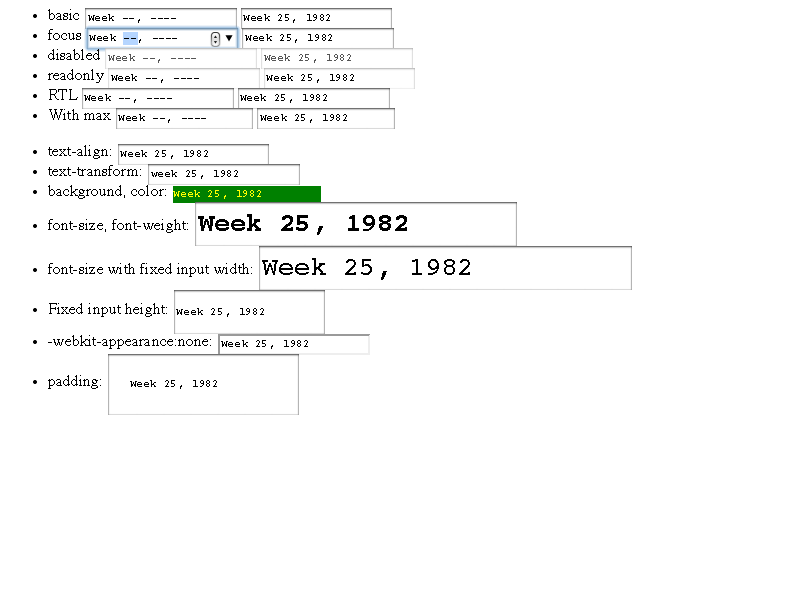 • basic Week --, ---- Week 25, 1982
• focus Week --, ---- Week 25, 1982
• disabled Week --, ---- Week 25, 1982
• readonly Week --, ---- Week 25, 1982
• RTL Week --, ---- Week 25, 1982
• With max Week --, ---- Week 25, 1982
• text-align: Week 25, 1982
• text-transform: week 25, 1982
• background, color: Week 25, 1982
• font-size, font-weight: Week 25, 1982
• font-size with fixed input width: Week 25, 1982
• Fixed input height: Week 25, 1982
• -webkit-appearance:none: Week 25, 1982
• padding: Week 25, 1982